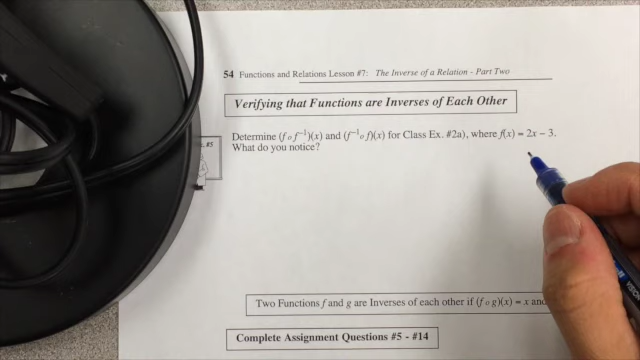 54 Functions and Relations Lesson #7: The Inverse of a Relation - Part Two
Verifying that Functions are Inverses of Each Other
Determine (f o f⁻¹)(x) and (f⁻¹ o f)(x) for Class Ex. #2a), where f(x) = 2x − 3.
#5
What do you notice?
Two Functions f and g are Inverses of each other if (f o g)(x) = x and
Complete Assignment Questions #5 - #14